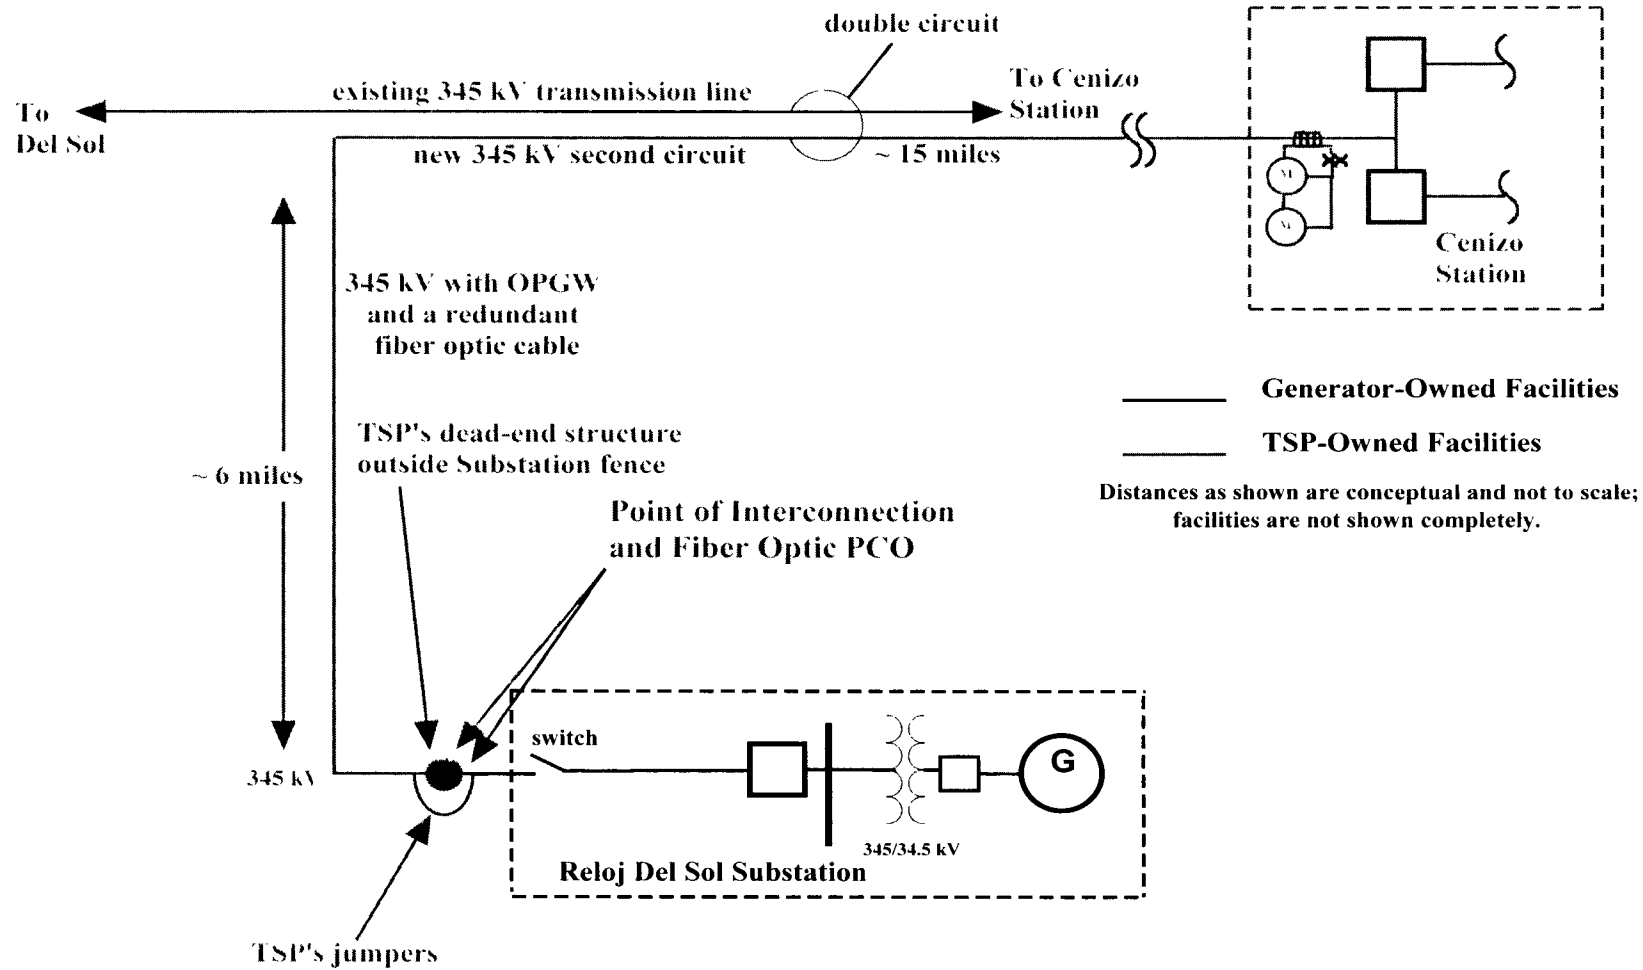 double circuit
existing 345 kV transmission line
To Cenizo
Station
To
Del Sol
new 345 kV second circuit
~ 15 miles
M
M
Cenizo
Station
345 kV with OPGW
and a redundant
fiber optic cable
Generator-Owned Facilities
TSP-Owned Facilities
Distances as shown are conceptual and not to scale;
facilities are not shown completely.
TSP's dead-end structure
outside Substation fence
~ 6 miles
Point of Interconnection
and Fiber Optic PCO
switch
345 kV
G
345/34.5 kV
Reloj Del Sol Substation
TSP's jumpers